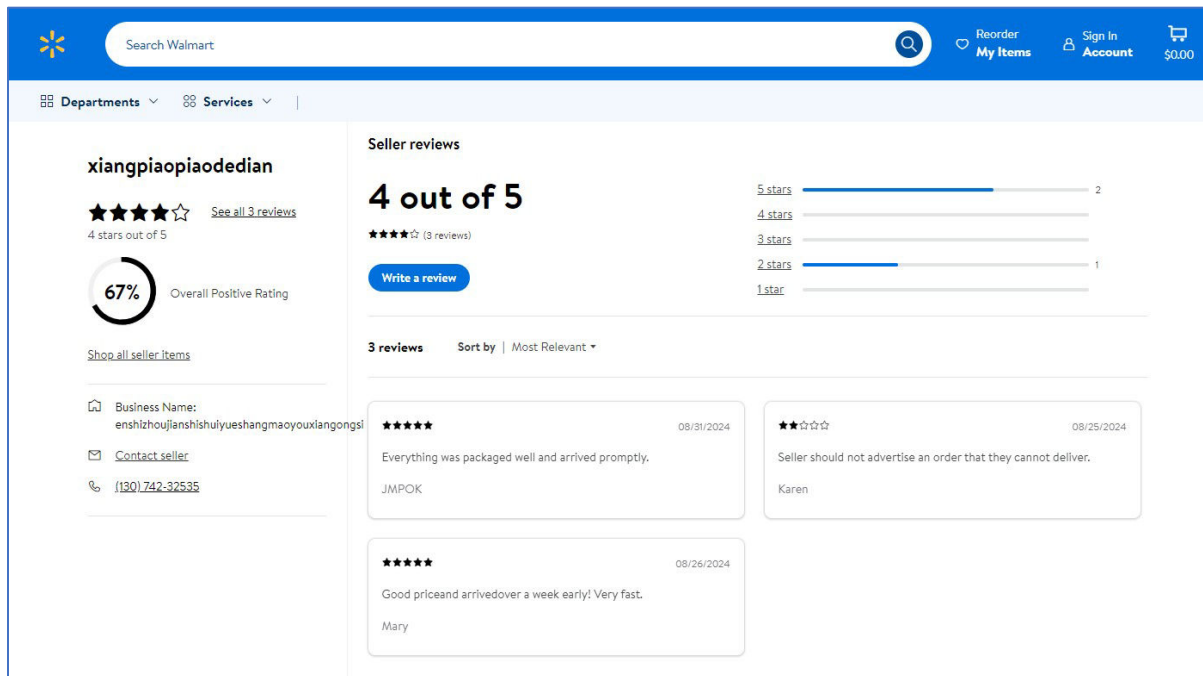 Search Walmart
Reorder
My Items
Sign In
Account
$0.00
Departments
Services
xiangpiaopiaodedian
See all 3 reviews
4 stars out of 5
67%
Overall Positive Rating
Shop all seller items
Business Name:
enshizhoujianshishuiyueshangmaoyouxiangongsi
Contact seller
(130) 742-32535
Seller reviews
4 out of 5
(3 reviews)
Write a review
5 stars 2
4 stars
3 stars
2 stars 1
1 star
3 reviews Sort by | Most Relevant
08/31/2024
Everything was packaged well and arrived promptly.
JMPOK
08/25/2024
Seller should not advertise an order that they cannot deliver.
Karen
08/26/2024
Good priceand arrivedover a week early! Very fast.
Mary